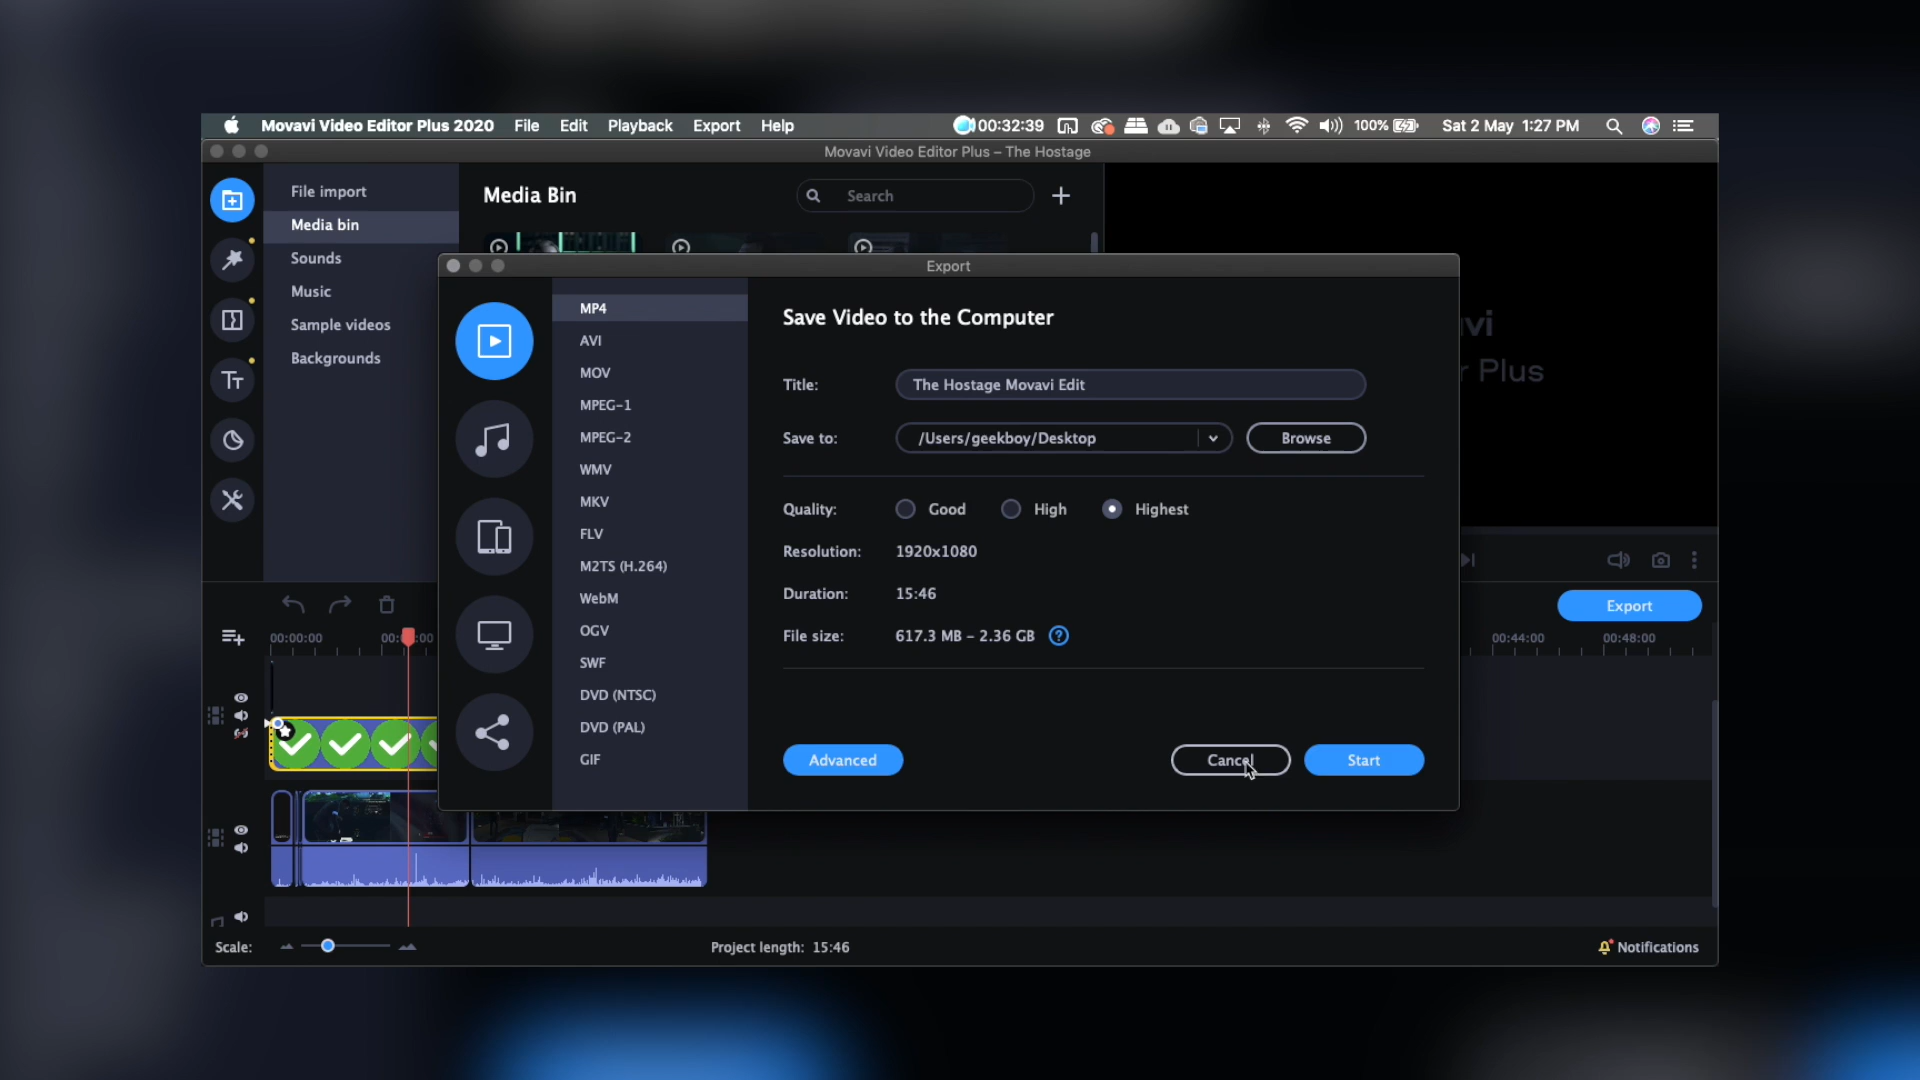 Movavi Video Editor Plus 2020 File Edit Playback Export Help 00:32:39 100% Sat 2 May 1:27 PM
Movavi Video Editor Plus – The Hostage
File import
Media bin
Sounds
Music
Sample videos
Backgrounds
Media Bin
Search
Export
MP4
AVI
MOV
MPEG-1
MPEG-2
WMV
MKV
FLV
M2TS (H.264)
WebM
OGV
SWF
DVD (NTSC)
DVD (PAL)
GIF
Save Video to the Computer
Title: The Hostage Movavi Edit
Save to: /Users/geekboy/Desktop Browse
Quality: Good High Highest
Resolution: 1920x1080
Duration: 15:46
File size: 617.3 MB – 2.36 GB ?
Advanced Cancel Start
vi
r Plus
Export
00:00:00 00: :00 00:44:00 00:48:00
Scale: Project length: 15:46 Notifications